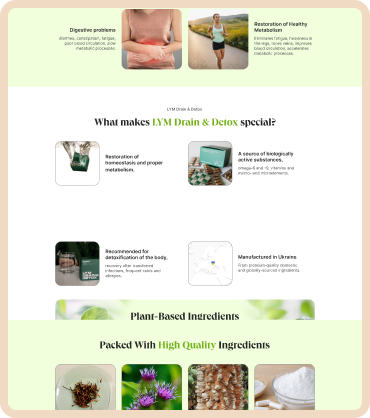 Digestive problems
diarrhea, constipation, fatigue,
poor blood circulation, slow
metabolic processes.
Restoration of Healthy
Metabolism
Eliminates fatigue, heaviness in
the legs, tones veins, improves
blood circulation, accelerates
metabolic processes.
LYM Drain & Detox
What makes LYM Drain & Detox special?
Restoration of
homeostasis and proper
metabolism.
A source of biologically
active substances,
omega-6 and -9, vitamins and
macro- and microelements.
Recommended for
detoxification of the body,
recovery after transferred
infections, frequent colds and
allergies.
Manufactured in Ukraine
From premium-quality domestic
and globally-sourced ingredients.
Plant-Based Ingredients
Packed With High Quality Ingredients